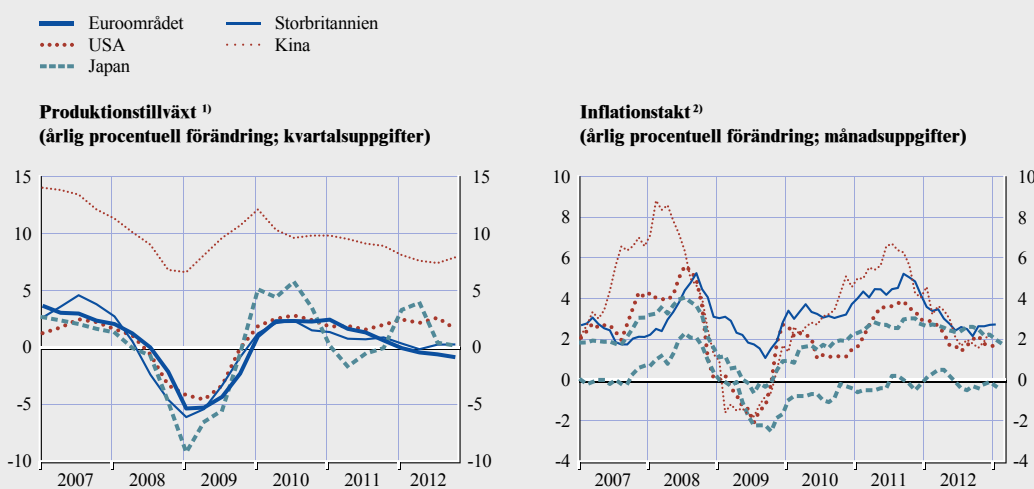 Euroområdet
USA
Japan
Storbritannien
Kina
Produktionstillväxt 1)
(årlig procentuell förändring; kvartalsuppgifter)
15 15
10 10
5 5
0 0
-5 -5
-10 -10
2007 2008 2009 2010 2011 2012
Inflationstakt 2)
(årlig procentuell förändring; månadsuppgifter)
10 10
8 8
6 6
4 4
2 2
0 0
-2 -2
-4 -4
2007 2008 2009 2010 2011 2012